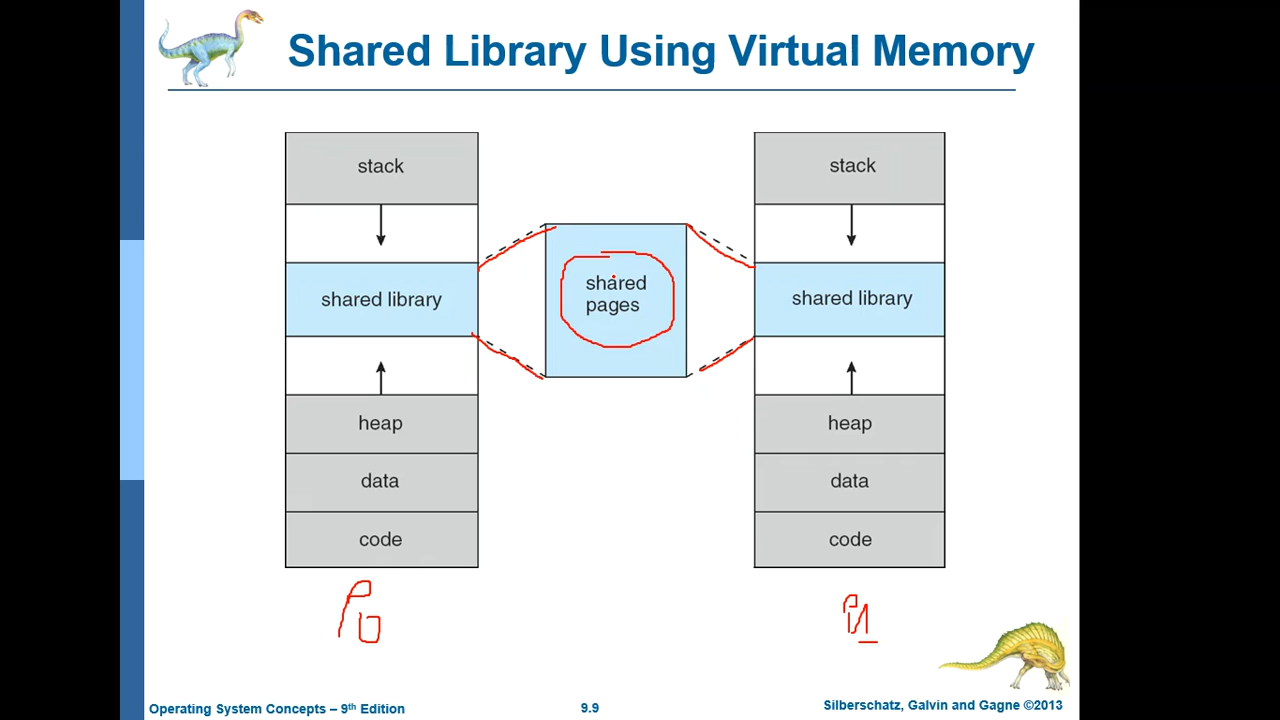 Shared Library Using Virtual Memory
stack
stack
shared library
shared pages
shared library
heap
heap
data
data
code
code
P0
P1
Operating System Concepts – 9th Edition
9.9
Silberschatz, Galvin and Gagne ©2013